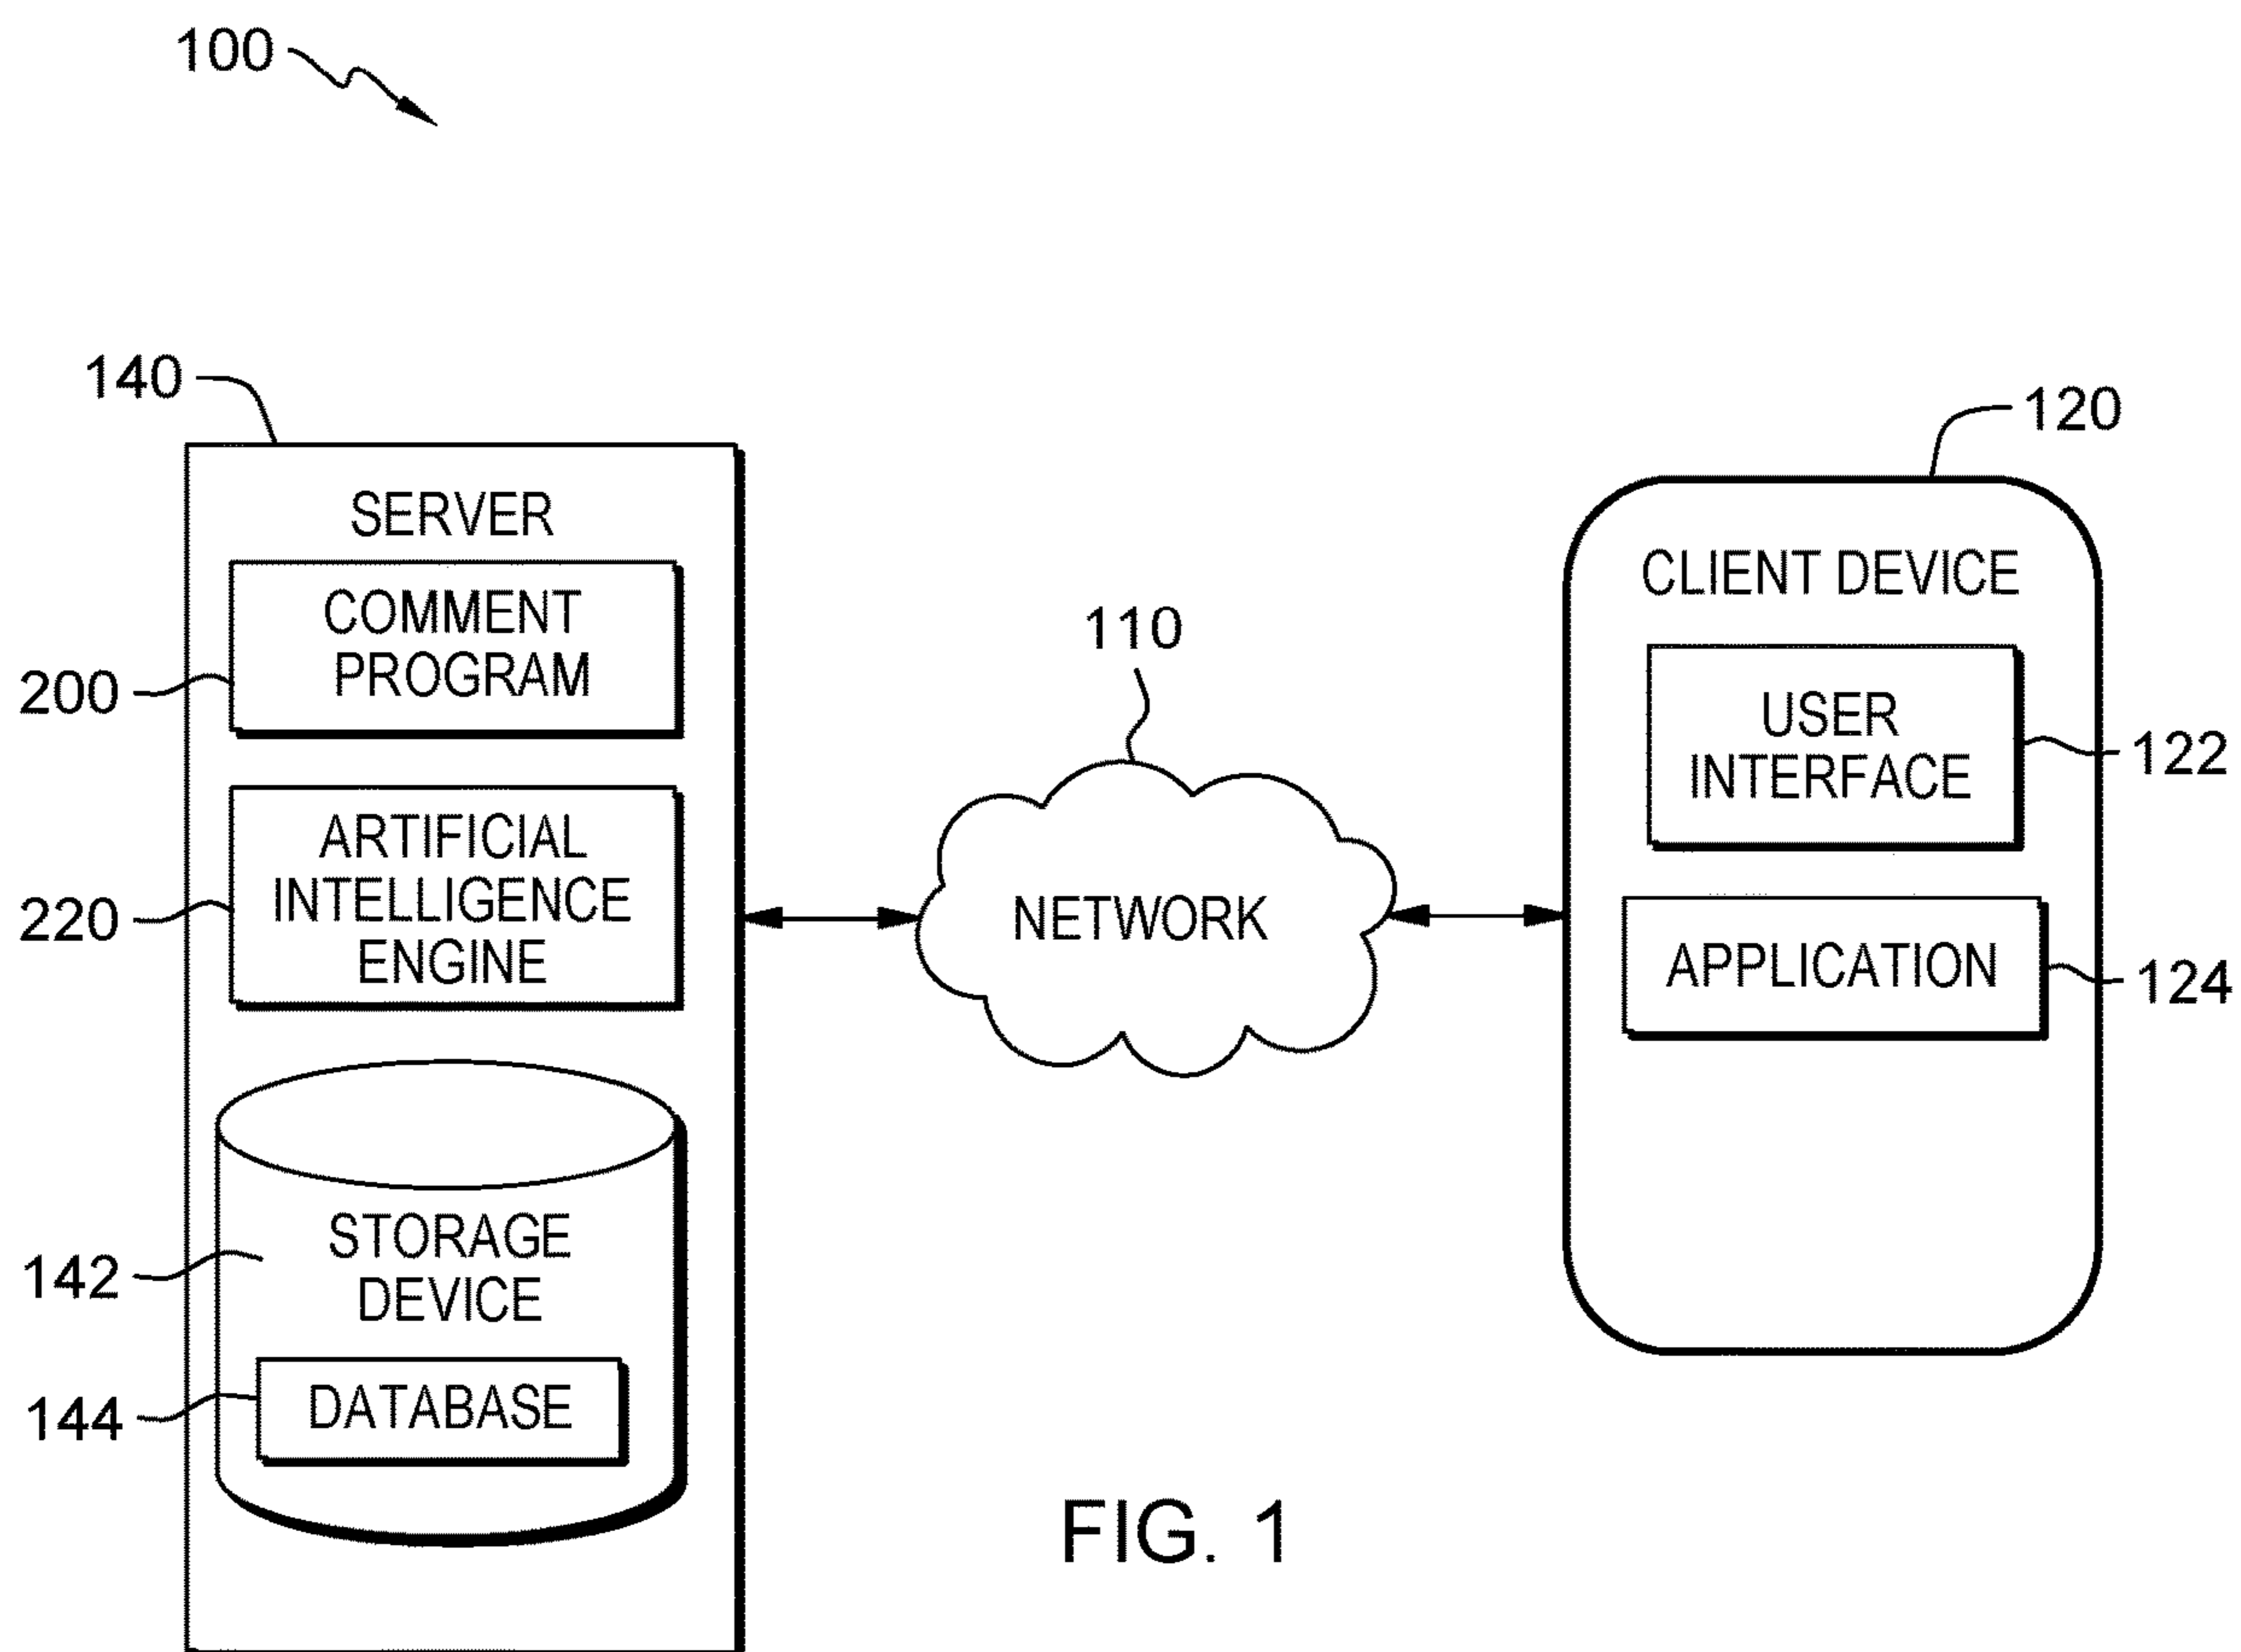 100
140
SERVER
COMMENT
PROGRAM
200
ARTIFICIAL
INTELLIGENCE
ENGINE
220
STORAGE
DEVICE
142
DATABASE
144
110
NETWORK
120
CLIENT DEVICE
USER
INTERFACE
122
APPLICATION
124
FIG. 1